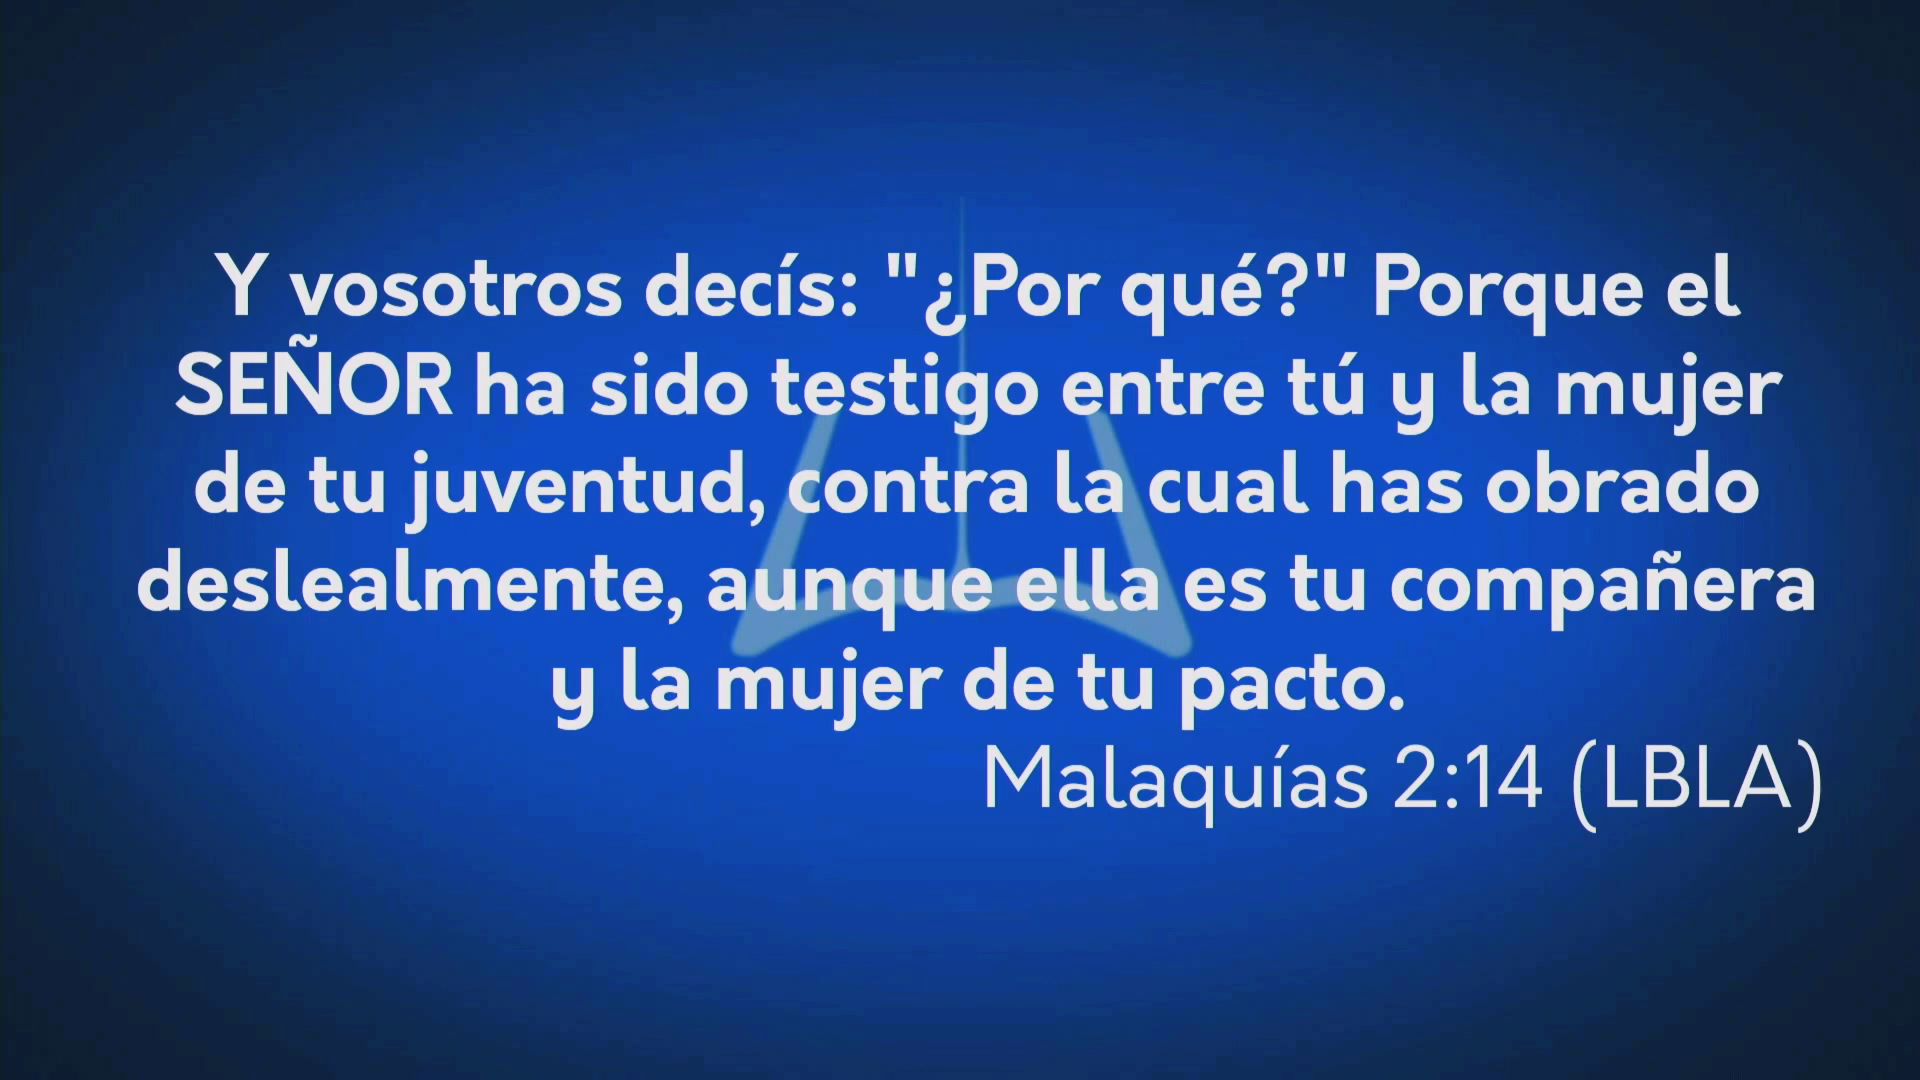 Y vosotros decís: "¿Por qué?" Porque el
SEÑOR ha sido testigo entre tú y la mujer
de tu juventud, contra la cual has obrado
deslealmente, aunque ella es tu compañera
y la mujer de tu pacto.
Malaquías 2:14 (LBLA)